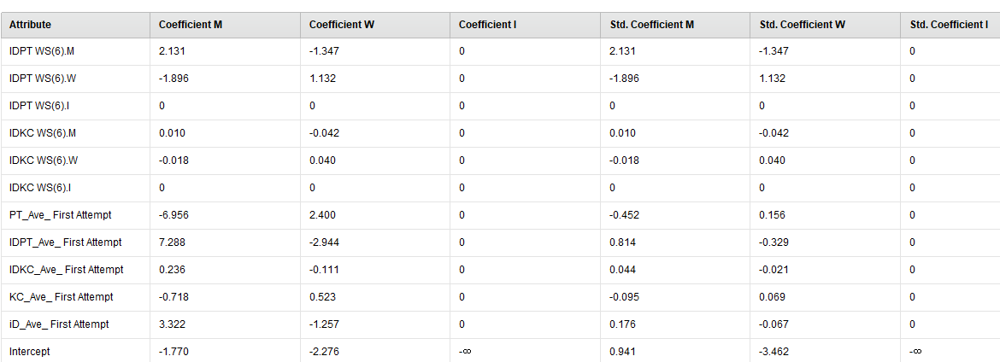 Attribute Coefficient M Coefficient W Coefficient I Std. Coefficient M Std. Coefficient W Std. Coefficient I
IDPT WS(6).M 2.131 -1.347 0 2.131 -1.347 0
IDPT WS(6).W -1.896 1.132 0 -1.896 1.132 0
IDPT WS(6).I 0 0 0 0 0 0
IDKC WS(6).M 0.010 -0.042 0 0.010 -0.042 0
IDKC WS(6).W -0.018 0.040 0 -0.018 0.040 0
IDKC WS(6).I 0 0 0 0 0 0
PT_Ave_ First Attempt -6.956 2.400 0 -0.452 0.156 0
IDPT_Ave_ First Attempt 7.288 -2.944 0 0.814 -0.329 0
IDKC_Ave_ First Attempt 0.236 -0.111 0 0.044 -0.021 0
KC_Ave_ First Attempt -0.718 0.523 0 -0.095 0.069 0
iD_Ave_ First Attempt 3.322 -1.257 0 0.176 -0.067 0
Intercept -1.770 -2.276 -∞ 0.941 -3.462 -∞